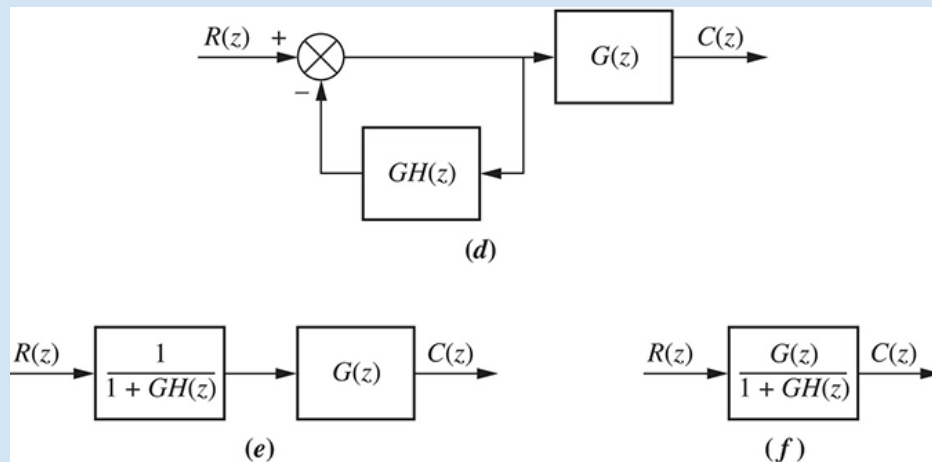 R(z) + C(z)
G(z)
−
GH(z)
(d)
R(z) 1 C(z) R(z) G(z) C(z)
1 + GH(z) G(z) 1 + GH(z)
(e) (f)